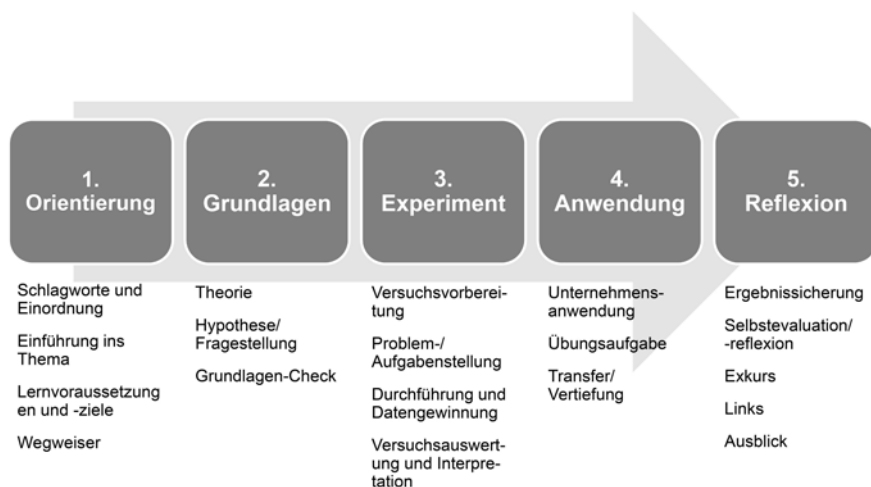 1.
Orientierung
Schlagworte und
Einordnung
Einführung ins
Thema
Lernvoraussetzung
en und -ziele
Wegweiser
2.
Grundlagen
Theorie
Hypothese/
Fragestellung
Grundlagen-Check
3.
Experiment
Versuchsvorberei-
tung
Problem-/
Aufgabenstellung
Durchführung und
Datengewinnung
Versuchsauswert-
ung und Interpre-
tation
4.
Anwendung
Unternehmens-
anwendung
Übungsaufgabe
Transfer/
Vertiefung
5.
Reflexion
Ergebnissicherung
Selbstevaluation/
-reflexion
Exkurs
Links
Ausblick